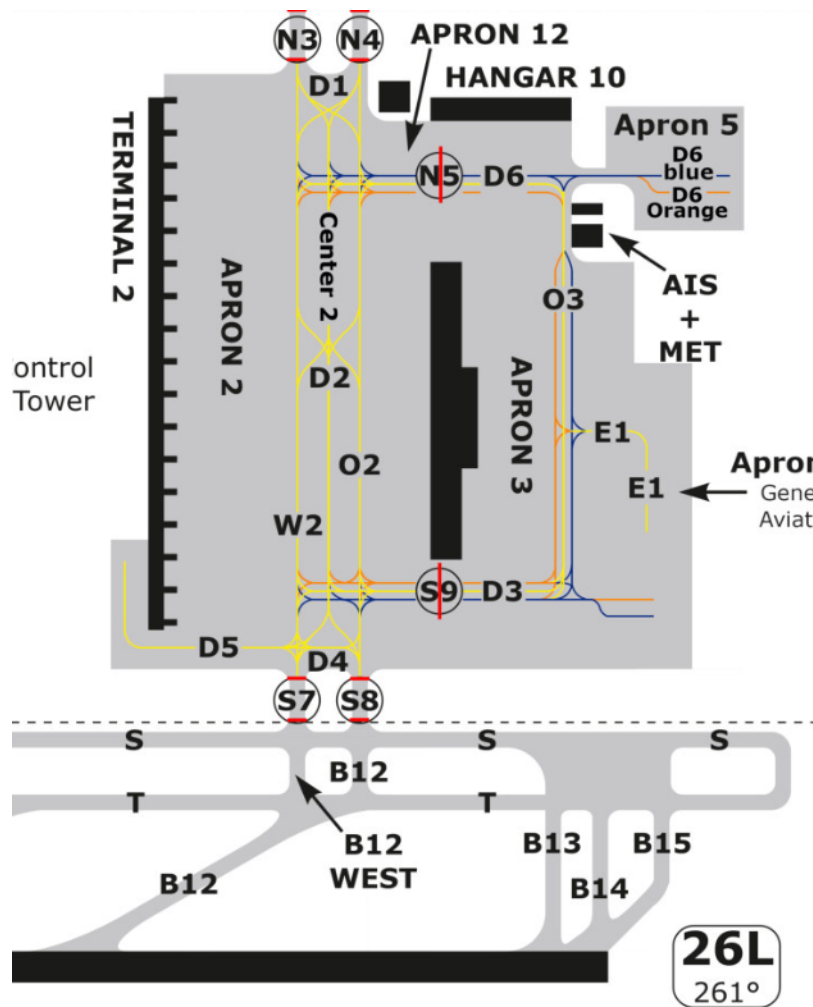 N3
N4
APRON 12
HANGAR 10
D1
Apron 5
D6
blue
D6
Orange
N5
D6
TERMINAL 2
Center 2
APRON 2
O3
AIS
+
MET
ontrol
Tower
D2
APRON 3
E1
O2
E1
Apron
Gene
Aviat
W2
S9
D3
D5
D4
S7
S8
S
S
S
B12
T
T
B12
WEST
B13
B15
B12
B14
26L
261°